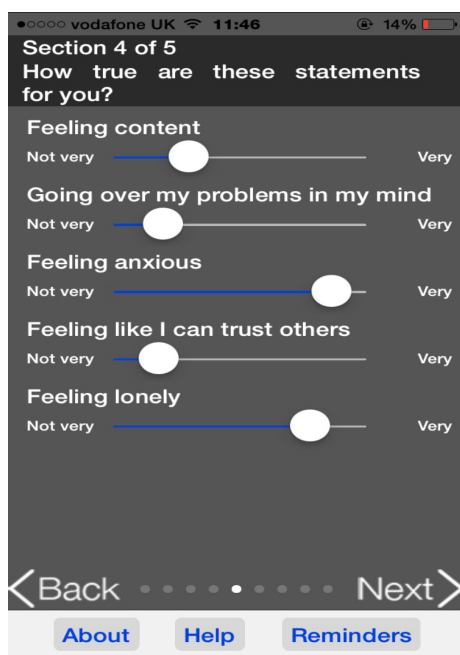 vodafone UK 11:46 14%
Section 4 of 5
How true are these statements
for you?
Feeling content
Not very Very
Going over my problems in my mind
Not very Very
Feeling anxious
Not very Very
Feeling like I can trust others
Not very Very
Feeling lonely
Not very Very
Back Next
About Help Reminders